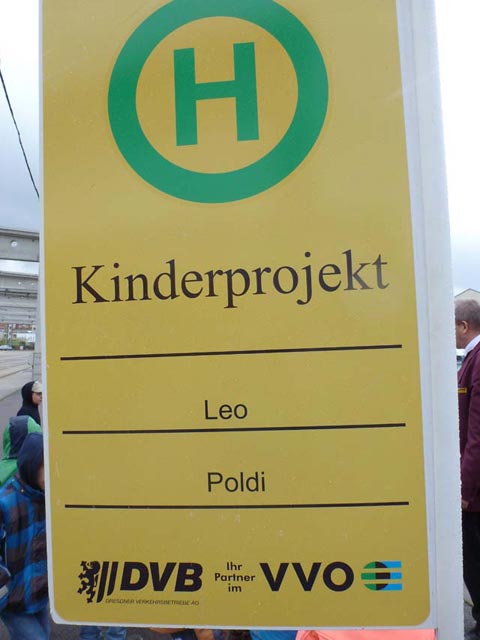 H
Kinderprojekt
Leo
Poldi
DVB
DRESDNER VERKEHRSBETRIEBE AG
Ihr
Partner
im
VVO